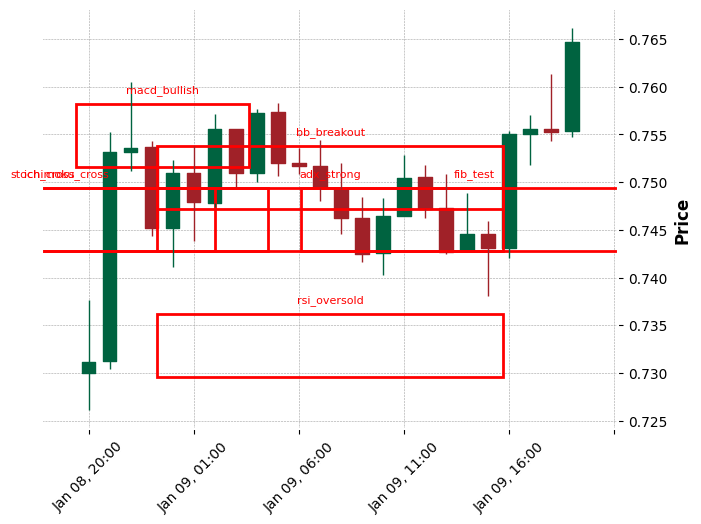 macd_bullish
bb_breakout
fib_test
rsi_oversold
0.765
0.760
0.755
0.750
0.745
0.740
0.735
0.730
0.725
Price
Jan 08, 20:00
Jan 09, 01:00
Jan 09, 06:00
Jan 09, 11:00
Jan 09, 16:00